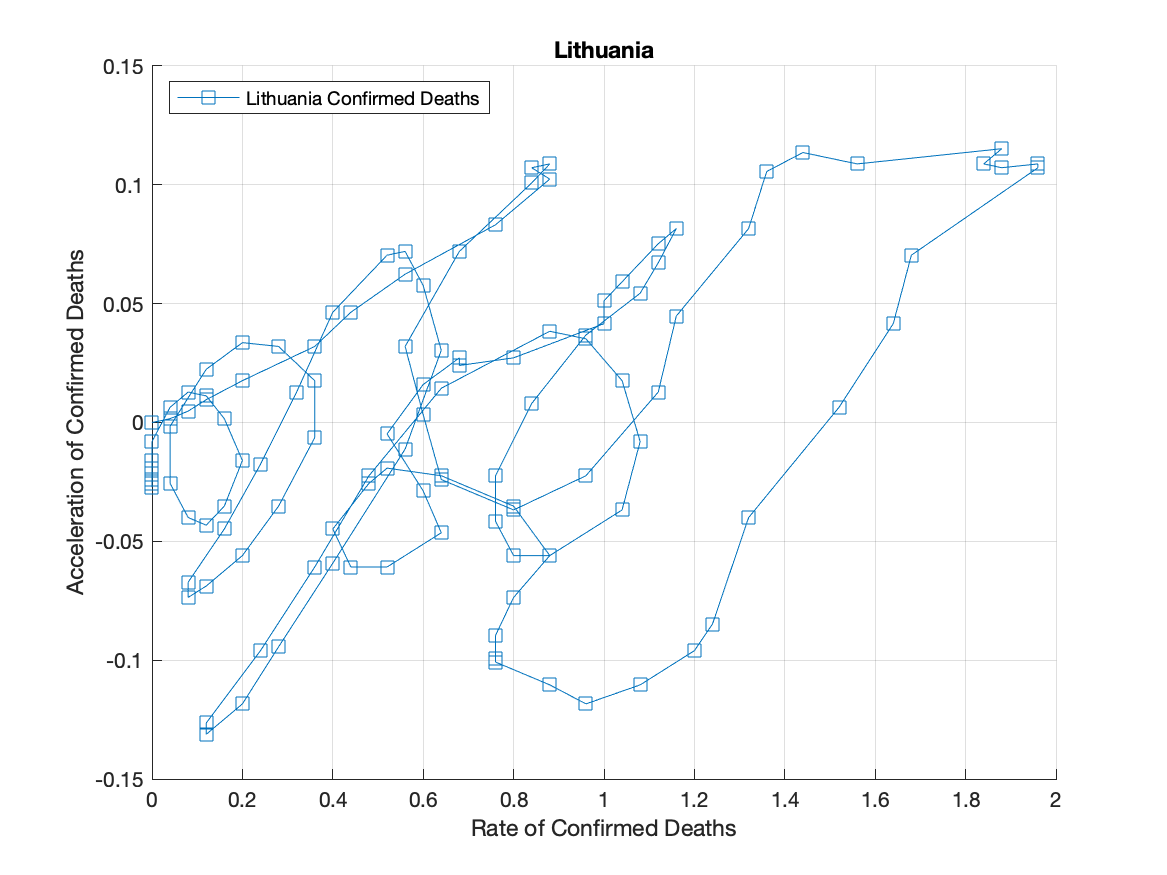 Lithuania
Lithuania Confirmed Deaths
0.15
0.1
0.05
0
-0.05
-0.1
-0.15
Acceleration of Confirmed Deaths
0 0.2 0.4 0.6 0.8 1 1.2 1.4 1.6 1.8 2
Rate of Confirmed Deaths